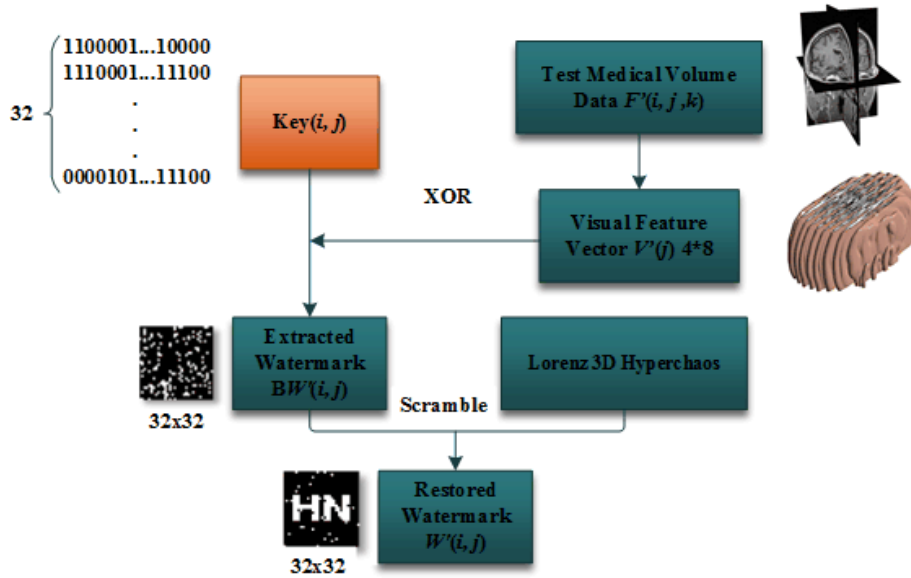 1100001...10000
1110001...11100
.
.
.
0000101...11100
32
Key(i, j)
Test Medical Volume
Data F'(i, j ,k)
XOR
Visual Feature
Vector V'(j) 4*8
Extracted
Watermark
BW'(i, j)
32x32
Lorenz 3D Hyperchaos
Scramble
HN
32x32
Restored
Watermark
W'(i, j)